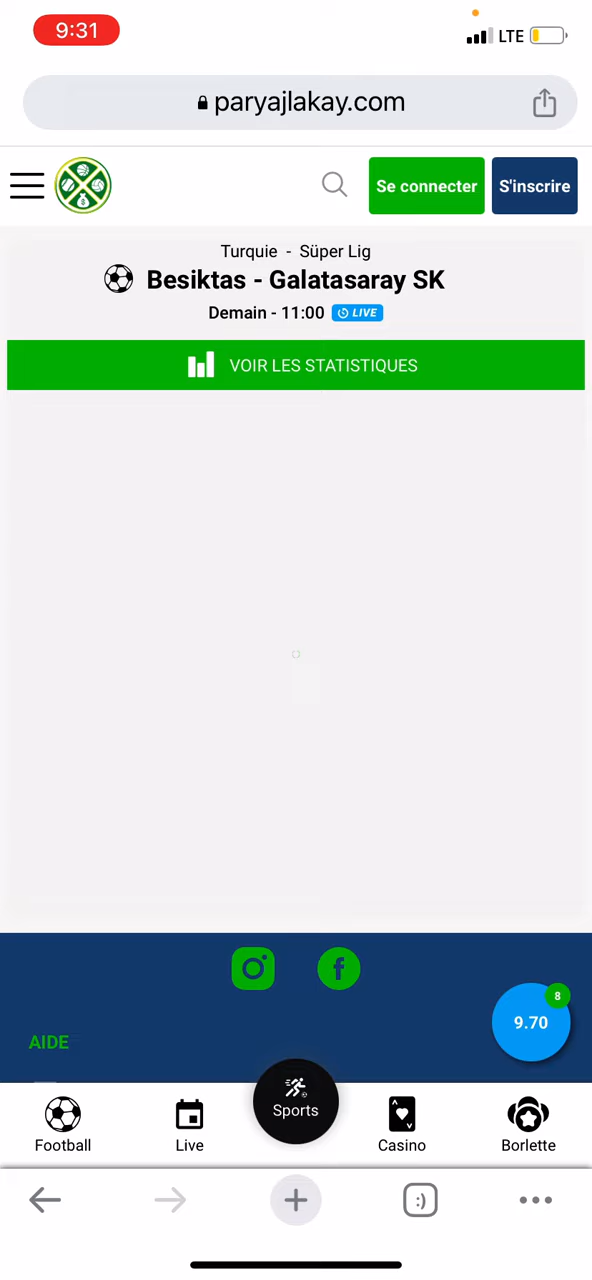 9:31
LTE
paryajlakay.com
Se connecter
S'inscrire
Turquie - Süper Lig
Besiktas - Galatasaray SK
Demain - 11:00 LIVE
VOIR LES STATISTIQUES
8
9.70
AIDE
Sports
Football
Live
Casino
Borlette
:)